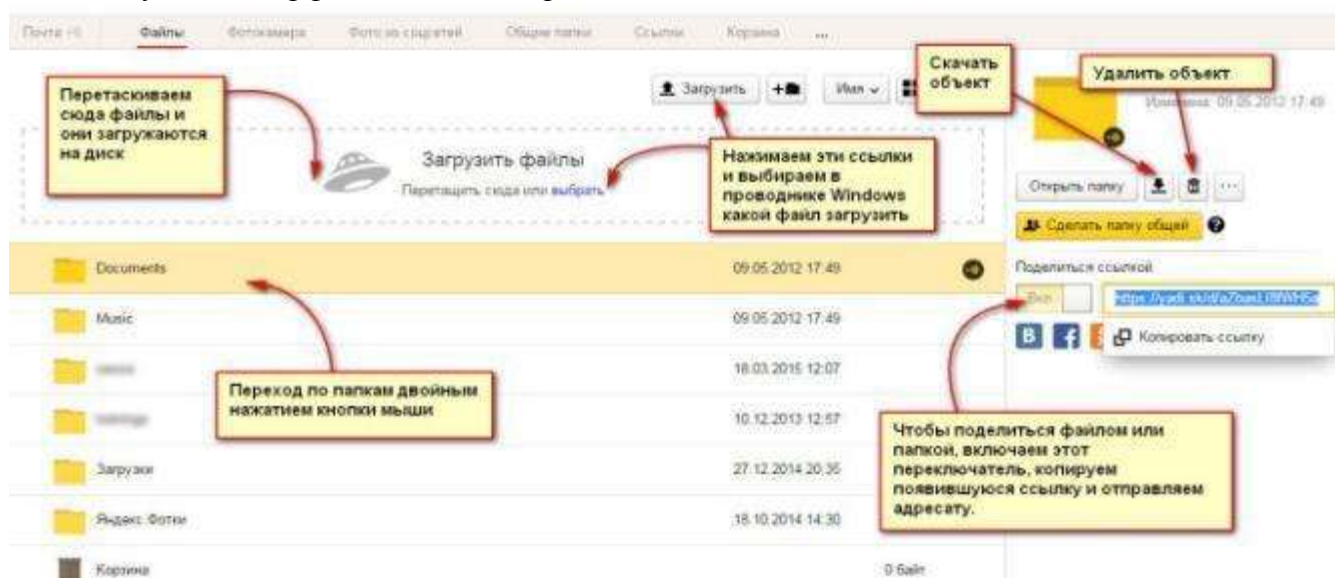 Почта
Файлы
Фотокамера
Фото из соцсетей
Общие папки
Ссылки
Корзина
...
Скачать
объект
Удалить объект
Изменена: 09.05.2012 17:49
Перетаскиваем
сюда файлы и
они загружаются
на диск
Загрузить
Имя
Загрузить файлы
Перетащить сюда или выбрать
Нажимаем эти ссылки
и выбираем в
проводнике Windows
какой файл загрузить
Открыть папку
...
Сделать папку общей
?
Поделиться ссылкой
Вкл
Копировать ссылку
Documents 09.05.2012 17:49
Music 09.05.2012 17:49
18.03.2015 12:07
10.12.2013 12:57
Загрузки 27.12.2014 20:35
Яндекс.Фотки 18.10.2014 14:30
Корзина 0 байт
Переход по папкам двойным
нажатием кнопки мыши
Чтобы поделиться файлом или
папкой, включаем этот
переключатель, копируем
появившуюся ссылку и отправляем
адресату.